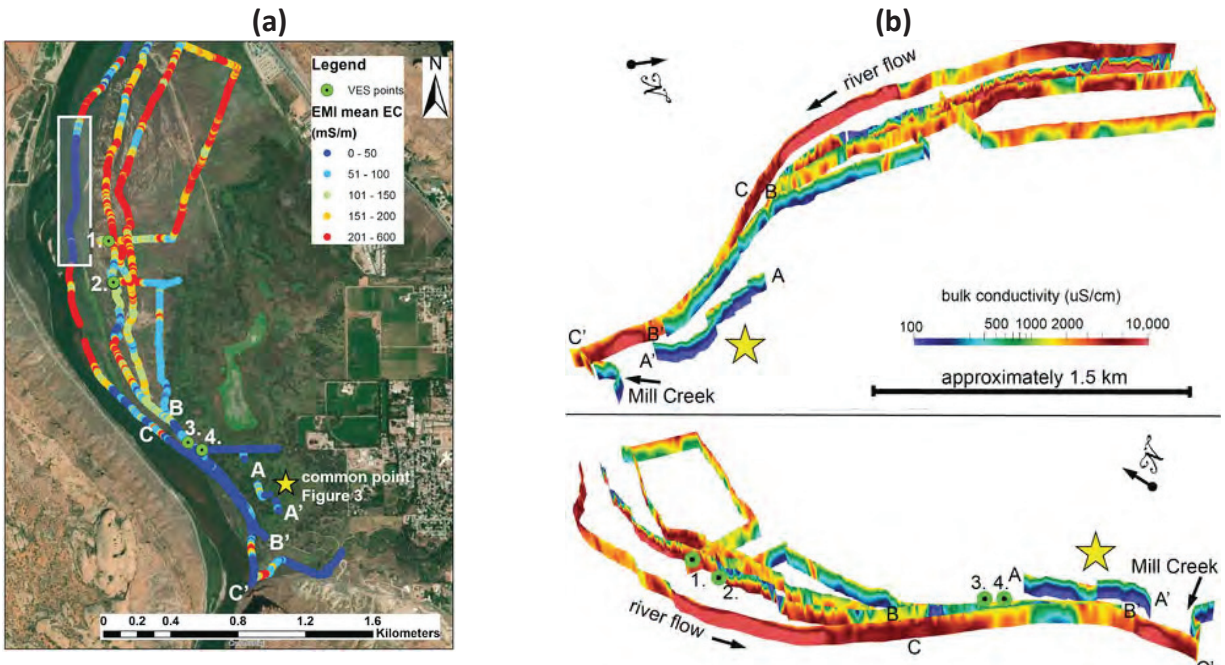 (a)
N
Legend
VES points
EMI mean EC
(mS/m)
0 - 50
51 - 100
101 - 150
151 - 200
201 - 600
1.
2.
B
3.
4.
C
A
common point
Figure 3
A'
B'
C'
0 0.2 0.4 0.8 1.2 1.6
Kilometers
(b)
N
river flow
C
B
A
C'
B'
A'
Mill Creek
bulk conductivity (uS/cm)
100 500 1000 2000 10,000
approximately 1.5 km
N
1.
2.
3.
4.
A
Mill Creek
A'
B
B'
river flow
C
C'